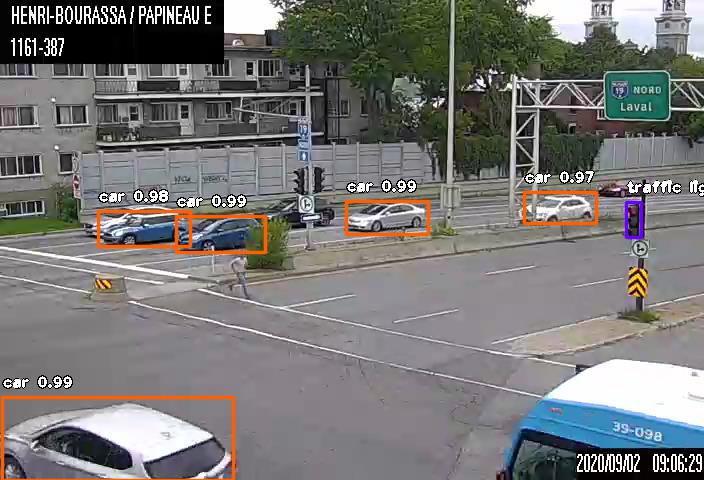 HENRI-BOURASSA / PAPINEAU E
1161-387
19 NORD
Laval
19
car 0.98
car 0.99
car 0.99
car 0.97
traffic lig
car 0.99
39-098
2020/09/02 09:06:29